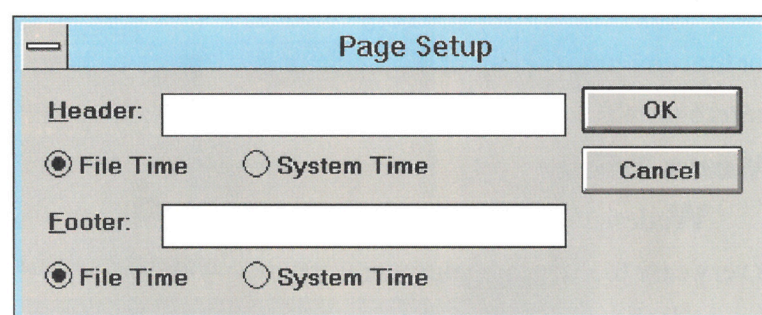 Page Setup
Header:
OK
File Time
System Time
Cancel
Footer:
File Time
System Time